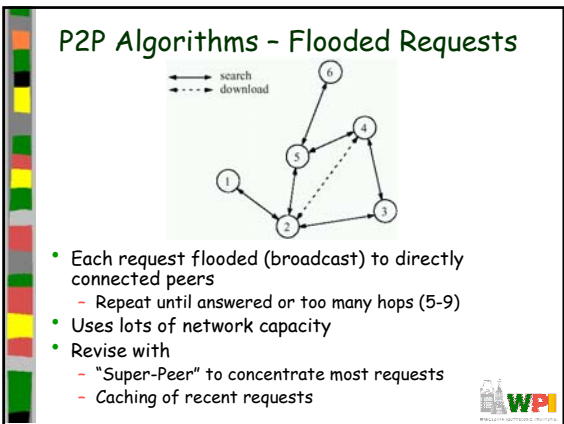 P2P Algorithms – Flooded Requests
search
download
6
4
5
1
3
2
• Each request flooded (broadcast) to directly
connected peers
– Repeat until answered or too many hops (5-9)
• Uses lots of network capacity
• Revise with
– "Super-Peer" to concentrate most requests
– Caching of recent requests
WPI